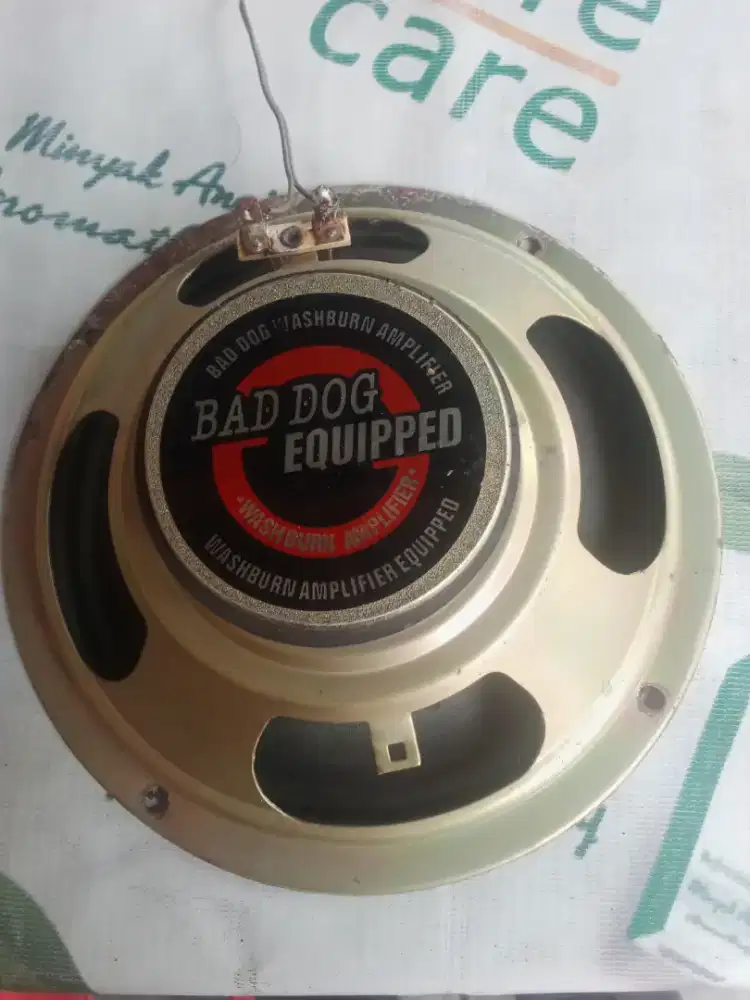 care
Minyak
BAD DOG WASHBURN AMPLIFIER
BAD DOG
EQUIPPED
•WASHBURN AMPLIFIER•
WASHBURN AMPLIFIER EQUIPPED